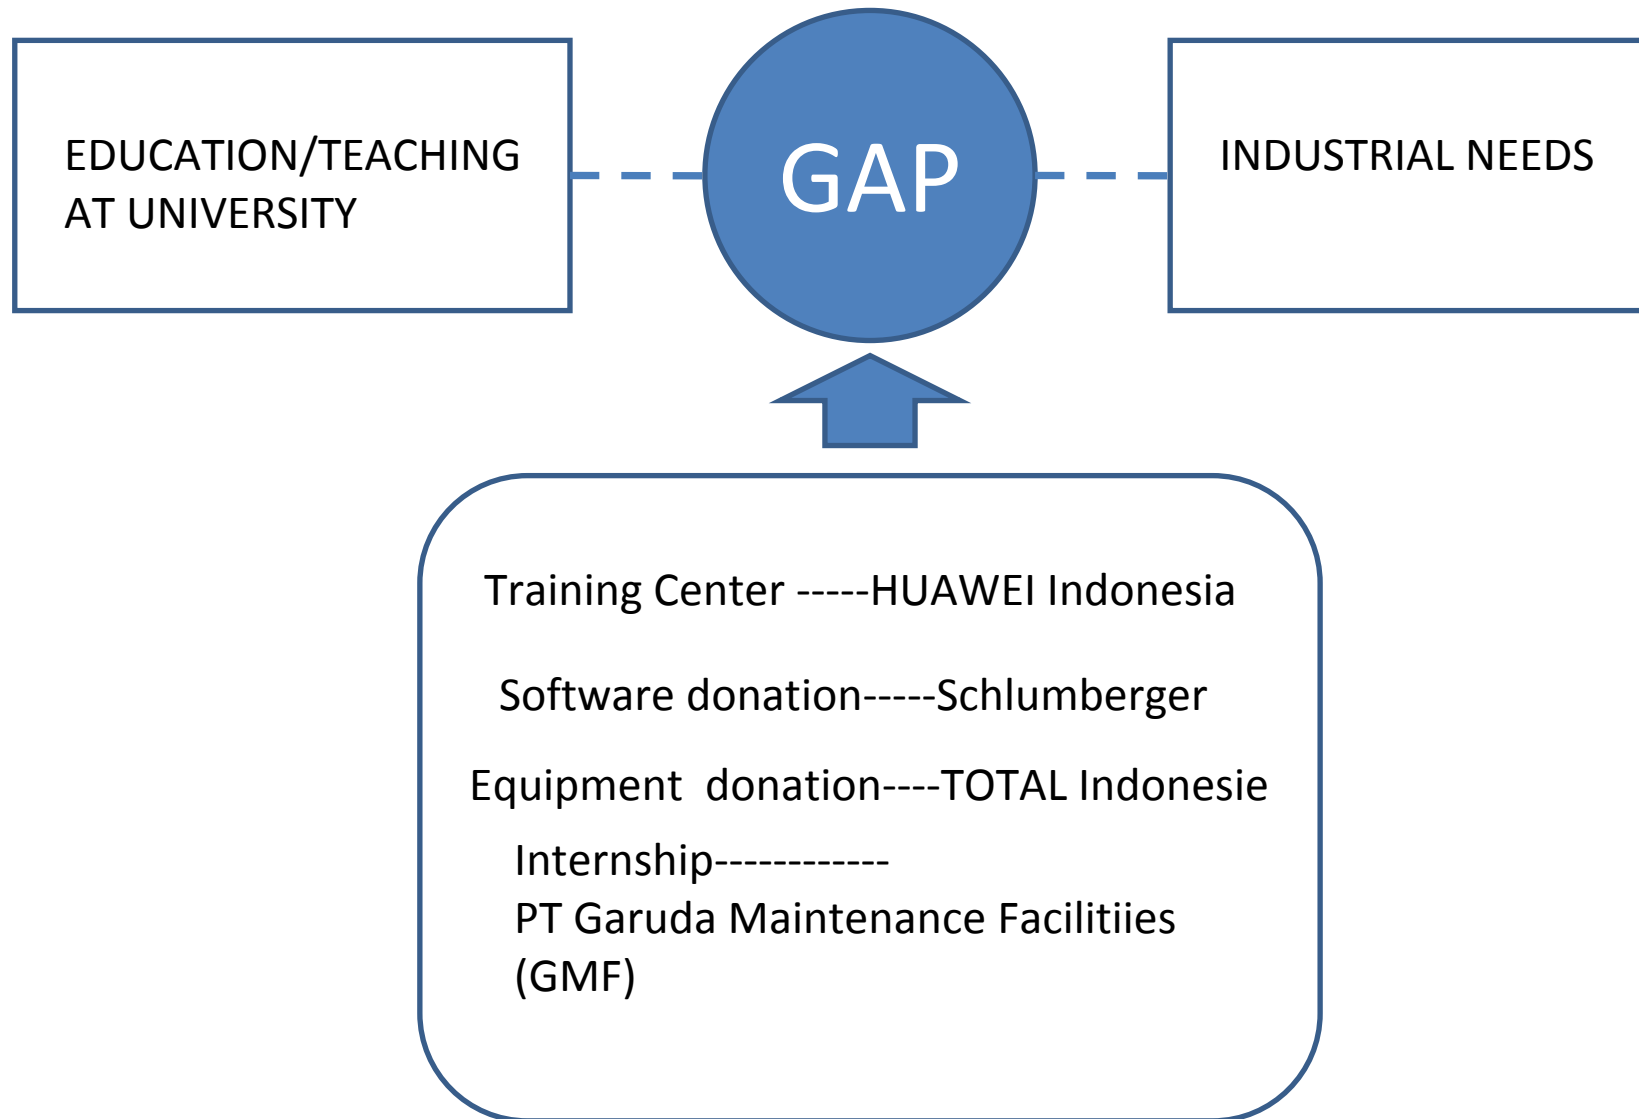 EDUCATION/TEACHING
AT UNIVERSITY
GAP
INDUSTRIAL NEEDS
Training Center -----HUAWEI Indonesia
Software donation-----Schlumberger
Equipment  donation----TOTAL Indonesie
Internship------------
PT Garuda Maintenance Facilitiies
(GMF)